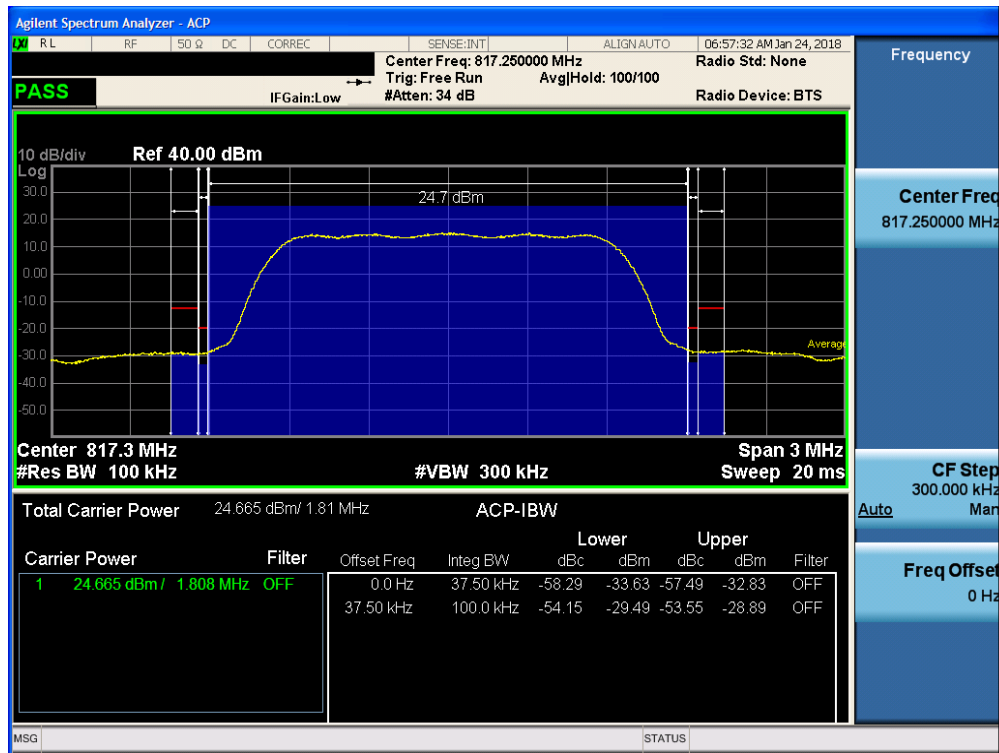 Agilent Spectrum Analyzer - ACP
LXI RL RF 50 Ω DC CORREC SENSE:INT ALIGN AUTO 06:57:32 AM Jan 24, 2018
Center Freq: 817.250000 MHz Radio Std: None
Trig: Free Run Avg|Hold: 100/100
PASS IFGain:Low #Atten: 34 dB Radio Device: BTS
10 dB/div Ref 40.00 dBm
Log
30.0
24.7 dBm
20.0
10.0
0.00
-10.0
-20.0
-30.0
Average
-40.0
-50.0
Center 817.3 MHz Span 3 MHz
#Res BW 100 kHz #VBW 300 kHz Sweep 20 ms
Total Carrier Power 24.665 dBm/ 1.81 MHz ACP-IBW
Lower Upper
Carrier Power Filter Offset Freq Integ BW dBc dBm dBc dBm Filter
1 24.665 dBm / 1.808 MHz OFF 0.0 Hz 37.50 kHz -58.29 -33.63 -57.49 -32.83 OFF
37.50 kHz 100.0 kHz -54.15 -29.49 -53.55 -28.89 OFF
MSG STATUS
Frequency
Center Freq
817.250000 MHz
CF Step
300.000 kHz
Auto Man
Freq Offset
0 Hz